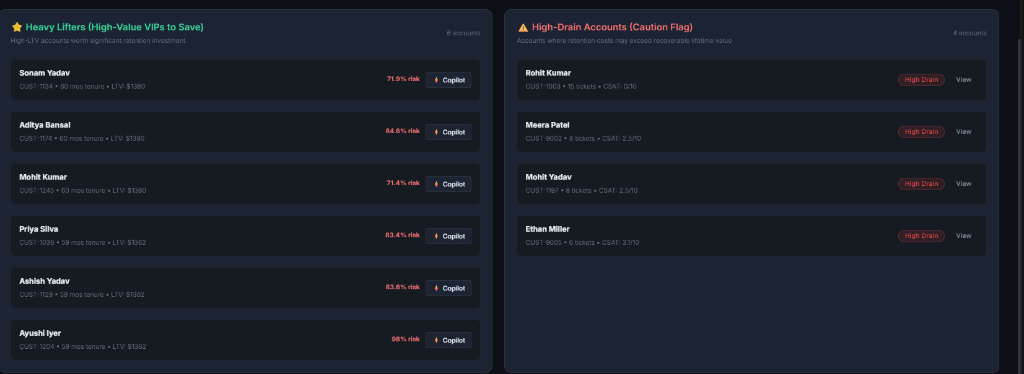 Heavy Lifters (High-Value VIPs to Save)
High-LTV accounts worth significant retention investment
6 accounts
Sonam Yadav
CUST-1134 • 60 mos tenure • LTV: $1380
71.9% risk
Copilot
Aditya Bansal
CUST-1174 • 60 mos tenure • LTV: $1380
84.6% risk
Copilot
Mohit Kumar
CUST-1245 • 60 mos tenure • LTV: $1380
71.4% risk
Copilot
Priya Silva
CUST-1036 • 59 mos tenure • LTV: $1362
83.4% risk
Copilot
Ashish Yadav
CUST-1129 • 59 mos tenure • LTV: $1362
83.6% risk
Copilot
Ayushi Iyer
CUST-1204 • 59 mos tenure • LTV: $1362
98% risk
Copilot
High-Drain Accounts (Caution Flag)
Accounts where retention costs may exceed recoverable lifetime value
4 accounts
Rohit Kumar
CUST-1003 • 15 tickets • CSAT: 0/10
High Drain
View
Meera Patel
CUST-9002 • 8 tickets • CSAT: 2.5/10
High Drain
View
Mohit Yadav
CUST-1197 • 8 tickets • CSAT: 2.5/10
High Drain
View
Ethan Miller
CUST-9005 • 6 tickets • CSAT: 3.1/10
High Drain
View